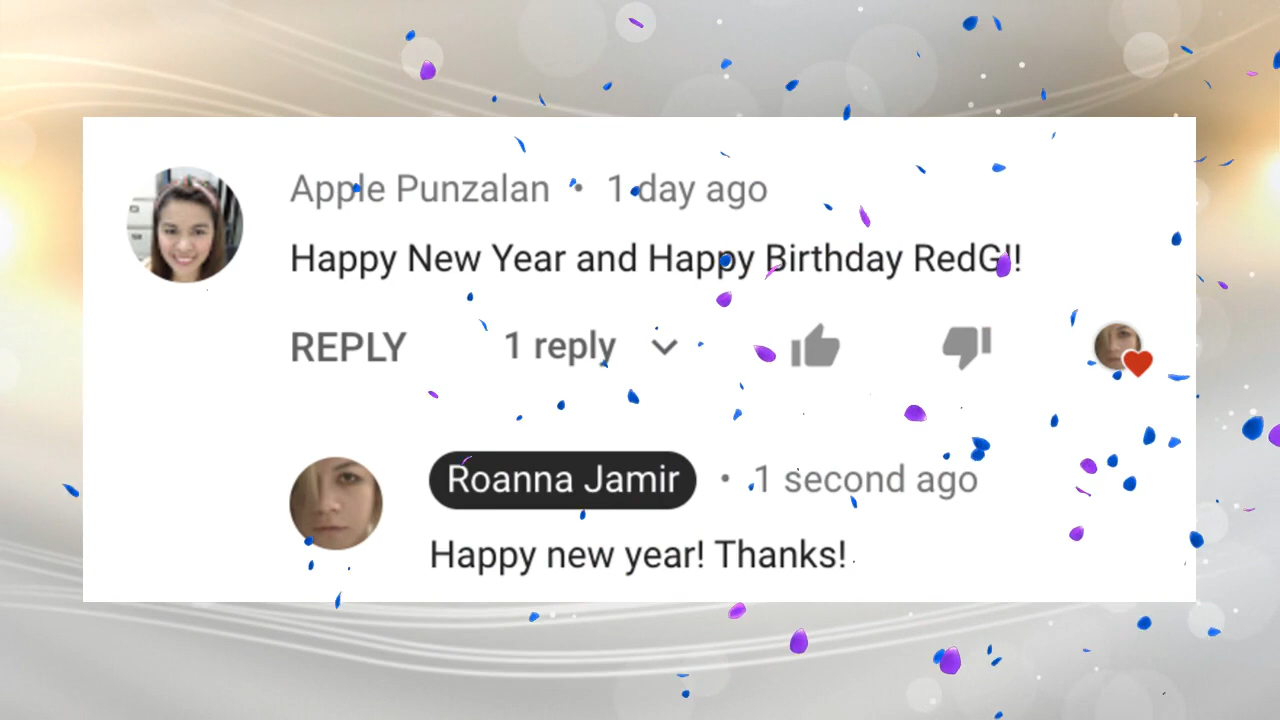 Apple Punzalan • 1 day ago
Happy New Year and Happy Birthday RedG!!
REPLY 1 reply
Roanna Jamir • 1 second ago
Happy new year! Thanks!